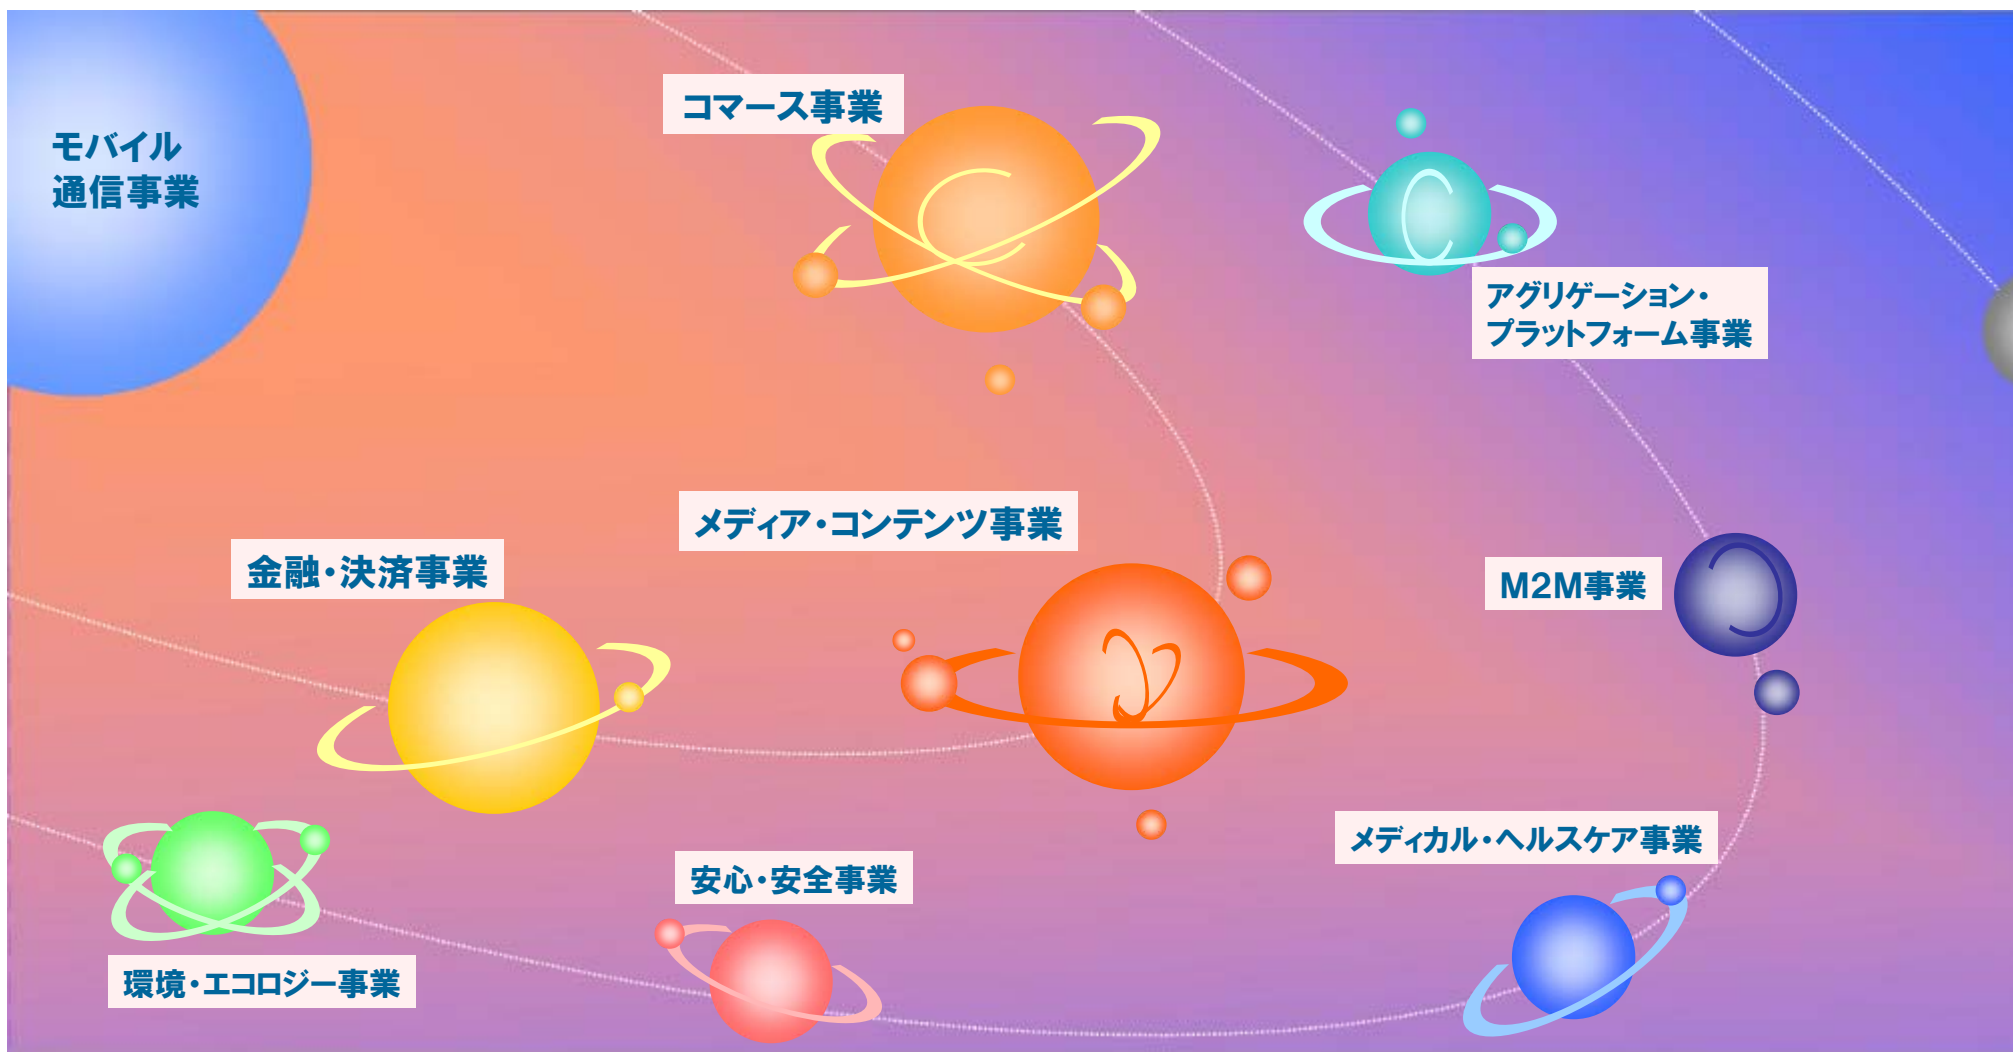 モバイル
通信事業
コマース事業
アグリゲーション・
プラットフォーム事業
メディア・コンテンツ事業
金融・決済事業
M2M事業
メディカル・ヘルスケア事業
安心・安全事業
環境・エコロジー事業